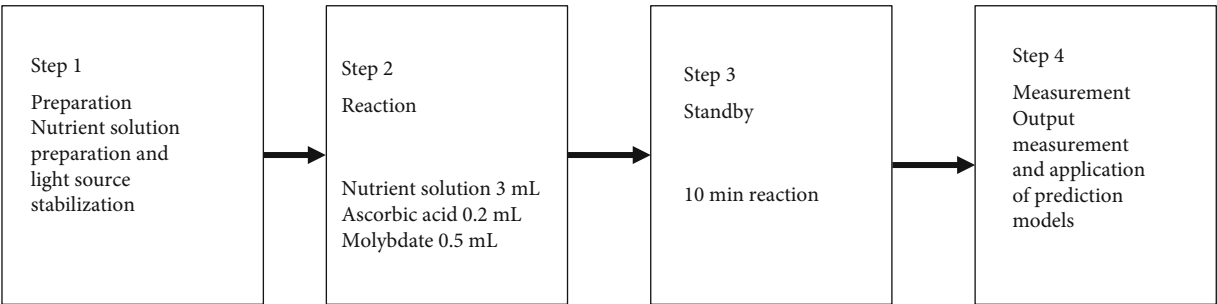 Step 1
Preparation
Nutrient solution
preparation and
light source
stabilization
Step 2
Reaction
Nutrient solution 3 mL
Ascorbic acid 0.2 mL
Molybdate 0.5 mL
Step 3
Standby
10 min reaction
Step 4
Measurement
Output
measurement
and application
of prediction
models